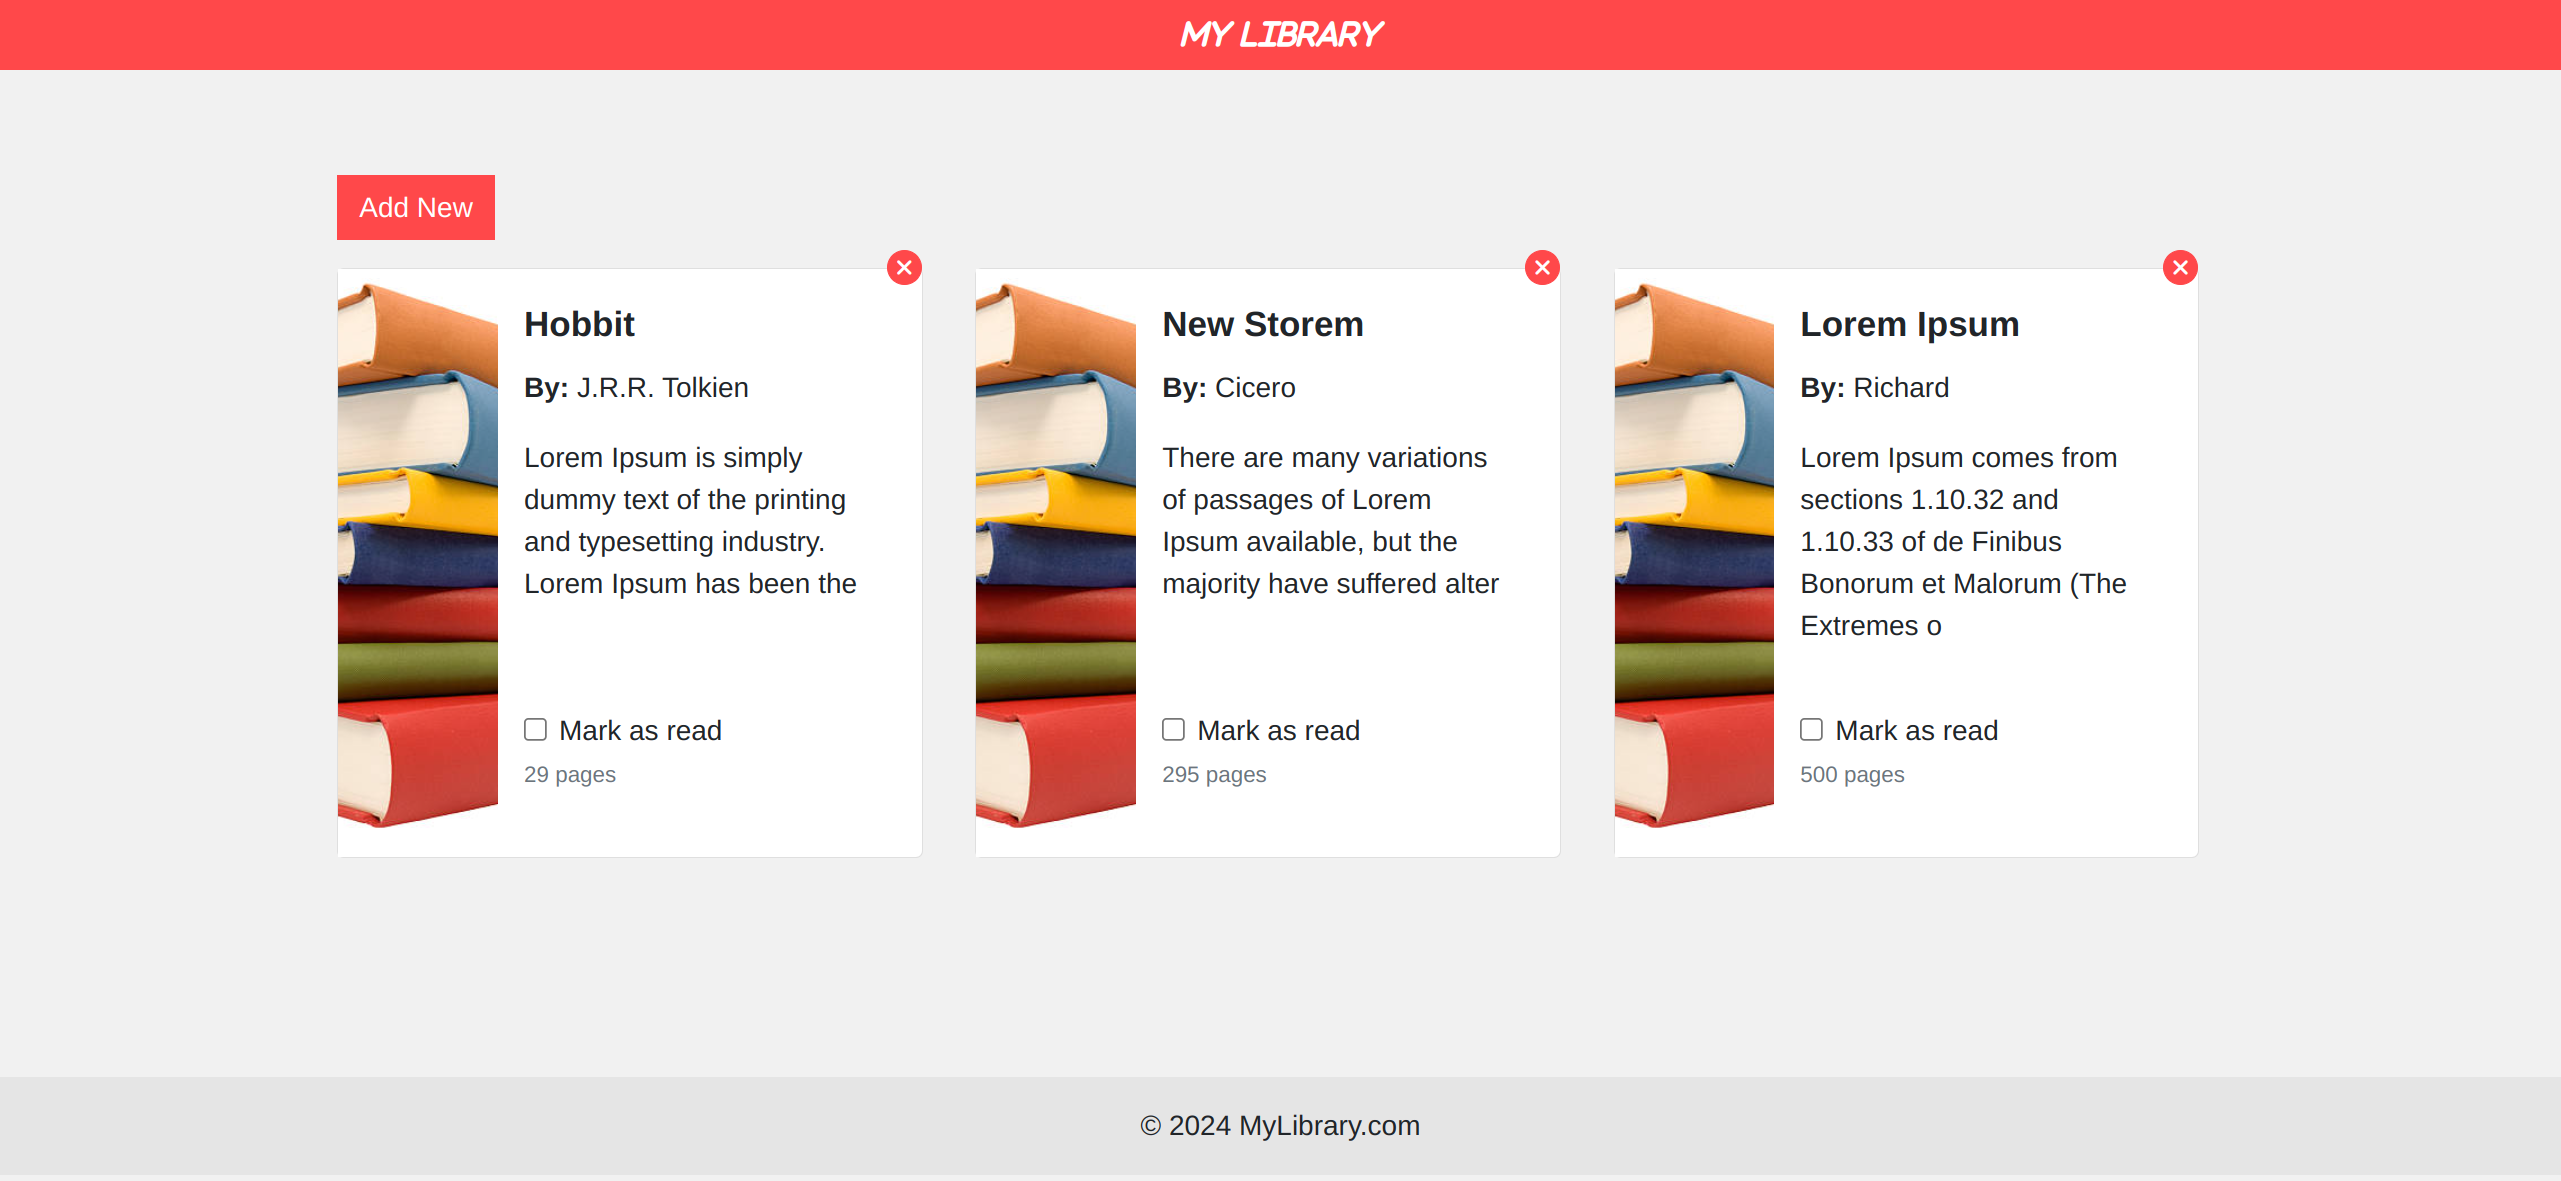 MY LIBRARY
Add New
Hobbit
By: J.R.R. Tolkien
Lorem Ipsum is simply
dummy text of the printing
and typesetting industry.
Lorem Ipsum has been the
Mark as read
29 pages
New Storem
By: Cicero
There are many variations
of passages of Lorem
Ipsum available, but the
majority have suffered alter
Mark as read
295 pages
Lorem Ipsum
By: Richard
Lorem Ipsum comes from
sections 1.10.32 and
1.10.33 of de Finibus
Bonorum et Malorum (The
Extremes o
Mark as read
500 pages
© 2024 MyLibrary.com